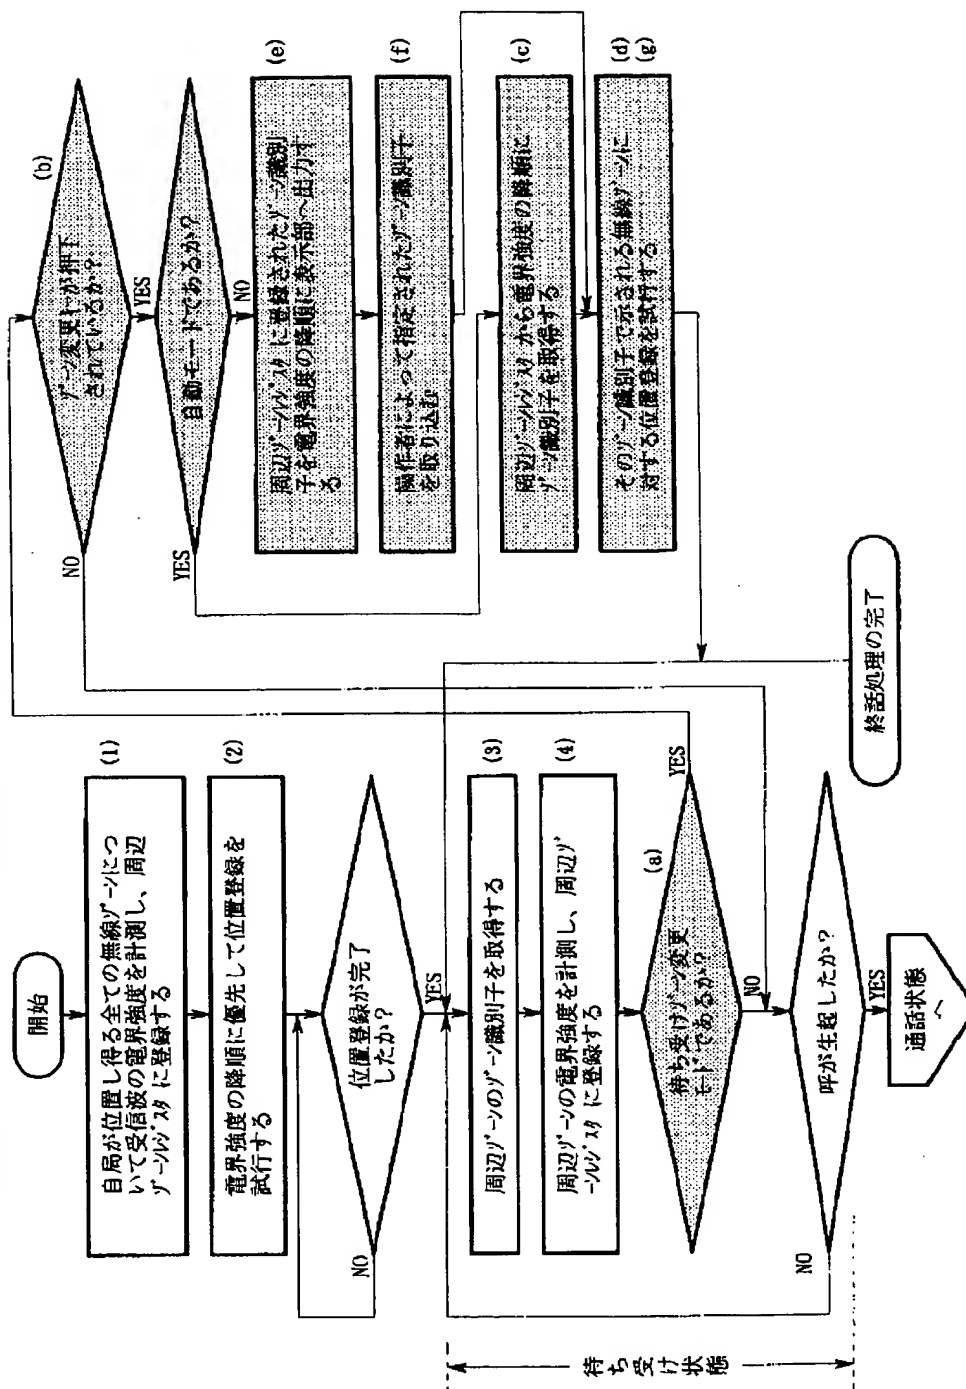 開始
自局が位置し得る全ての無線ゾーンにつ
いて受信波の電界強度を計測し、周辺
ゾーンレジスタに登録する
(1)
電界強度の降順に優先して位置登録を
試行する
(2)
位置登録が完了
したか?
NO
YES
周辺ゾーンのゾーン識別子を取得する
(3)
周辺ゾーンの電界強度を計測し、周辺ゾ
ーンレジスタに登録する
(4)
待ち受けゾーン変更
モードであるか?
(a)
YES
NO
呼が生起したか?
NO
YES
通話状態
へ
待ち受け状態
ゾーン変更キーが押下
されているか?
(b)
NO
YES
自動モードであるか?
YES
NO
周辺ゾーンレジスタに登録されたゾーン識別
子を電界強度の降順に表示部へ出力す
る
(e)
操作者によって指定されたゾーン識別子
を取り込む
(f)
周辺ゾーンレジスタから電界強度の降順に
ゾーン識別子を取得する
(c)
そのゾーン識別子で示される無線ゾーンに
対する位置登録を試行する
(d)
(g)
終話処理の完了